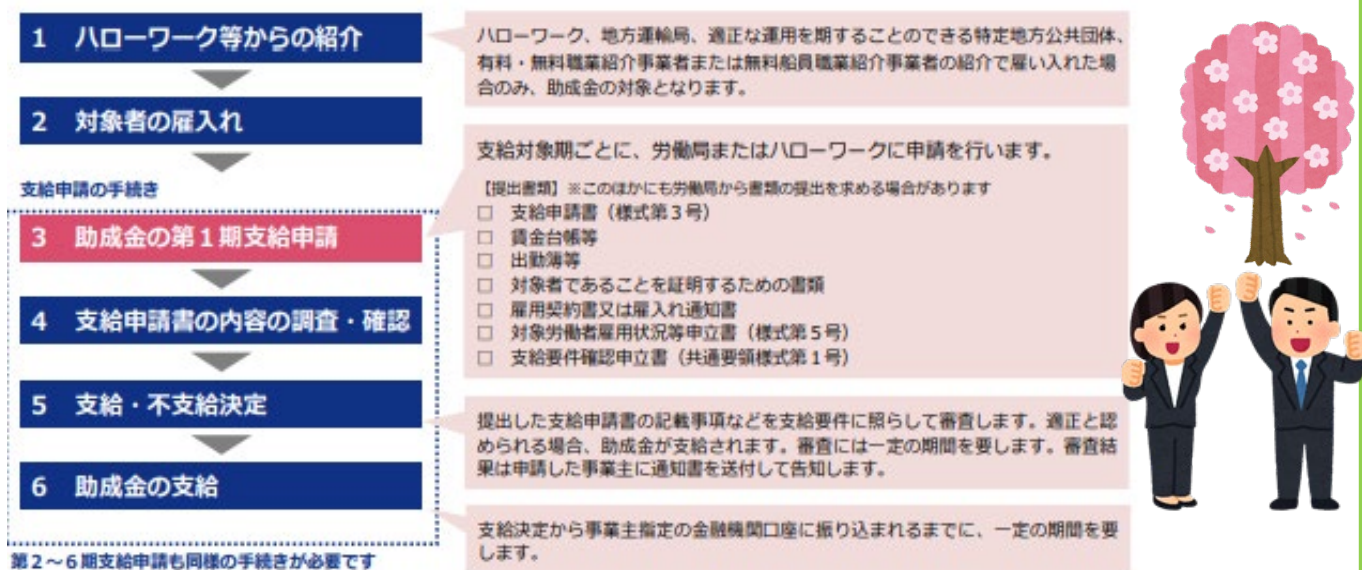 1 ハローワーク等からの紹介
ハローワーク、地方運輸局、適正な運用を期することのできる特定地方公共団体、
有料・無料職業紹介事業者または無料船員職業紹介事業者の紹介で雇い入れた場
合のみ、助成金の対象となります。
2 対象者の雇入れ
支給申請の手続き
3 助成金の第1期支給申請
支給対象期ごとに、労働局またはハローワークに申請を行います。
【提出書類】※このほかにも労働局から書類の提出を求める場合があります
□ 支給申請書（様式第3号）
□ 賃金台帳等
□ 出勤簿等
□ 対象者であることを証明するための書類
□ 雇用契約書又は雇入れ通知書
□ 対象労働者雇用状況等申立書（様式第5号）
□ 支給要件確認申立書（共通要領様式第1号）
4 支給申請書の内容の調査・確認
5 支給・不支給決定
提出した支給申請書の記載事項などを支給要件に照らして審査します。適正と認
められる場合、助成金が支給されます。審査には一定の期間を要します。審査結
果は申請した事業主に通知書を送付して告知します。
6 助成金の支給
支給決定から事業主指定の金融機関口座に振り込まれるまでに、一定の期間を要
します。
第2～6期支給申請も同様の手続きが必要です